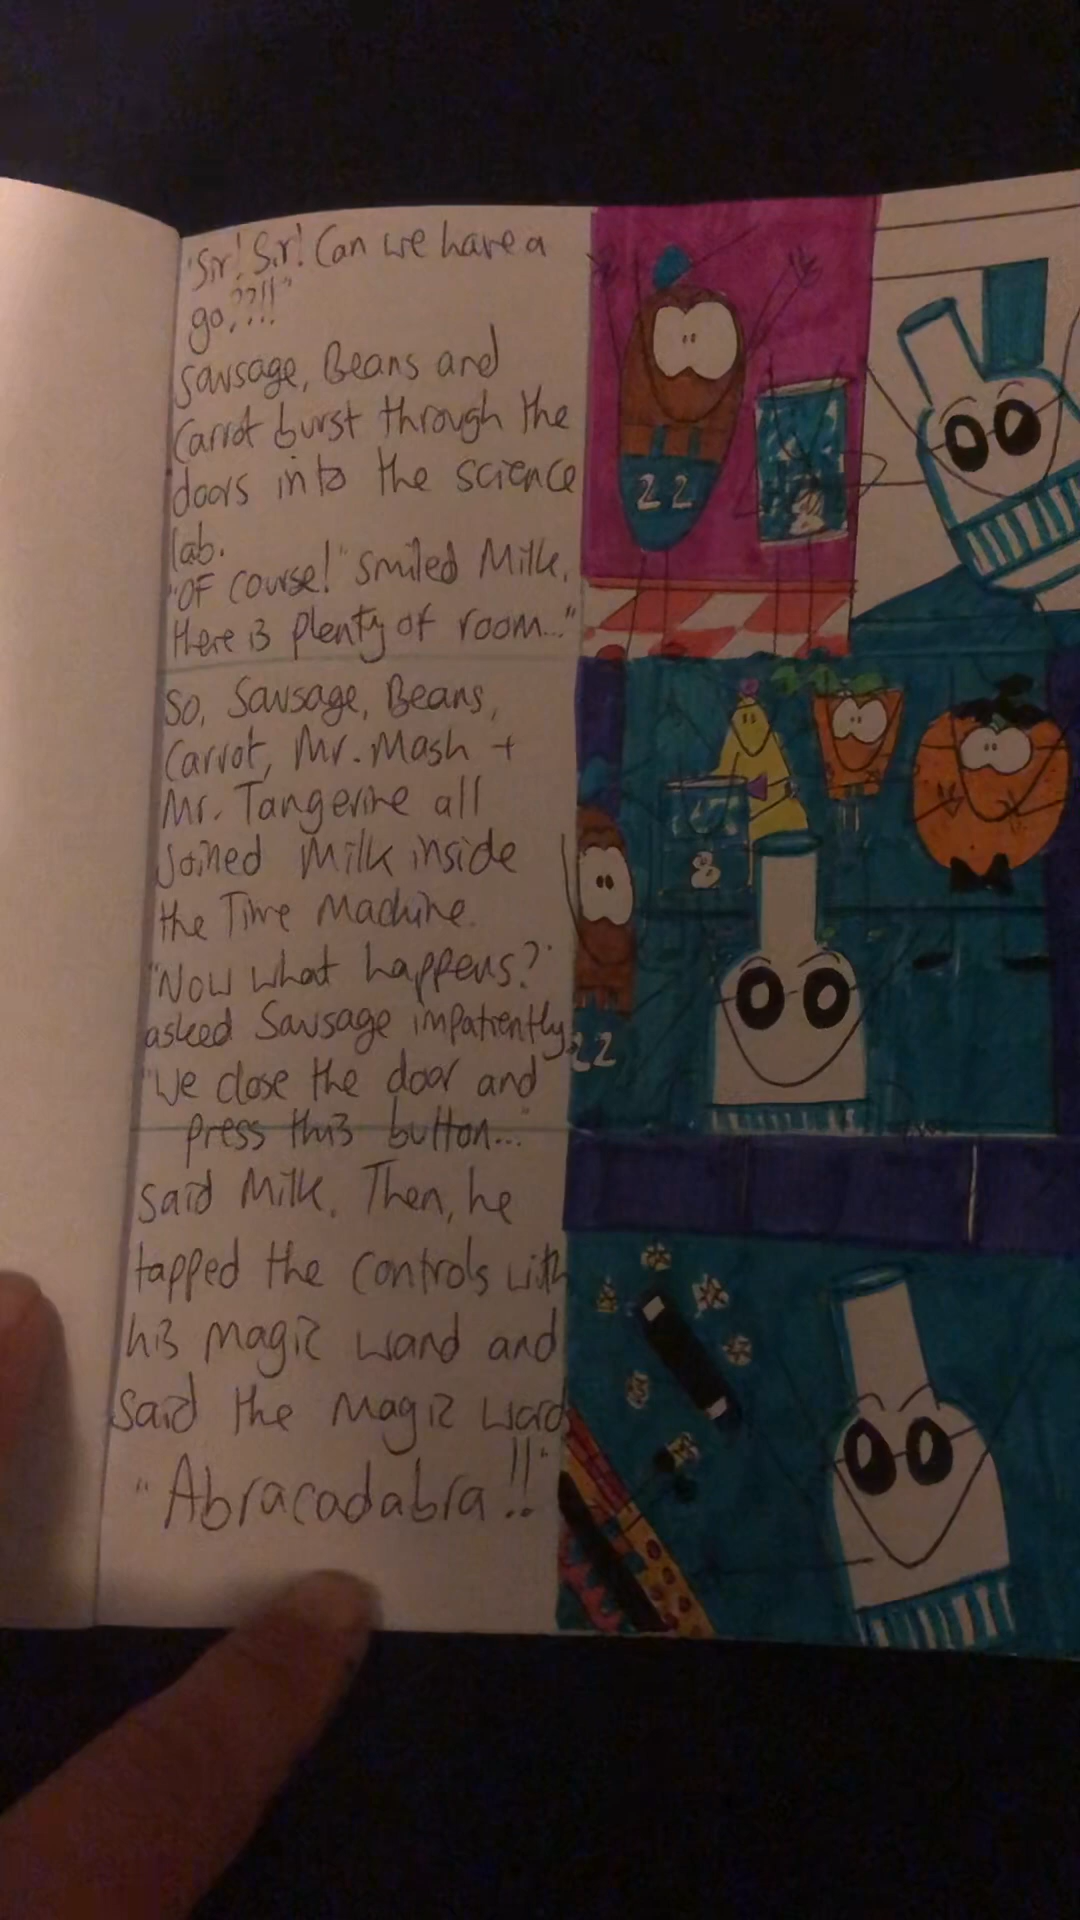 "Sir! Sir! Can we have a
go,??!!"
Sausage, Beans and
Carrot burst through the
doors into the science
lab.
"OF course!" smiled Milk.
there is plenty of room..."
So, Sausage, Beans,
Carrot, Mr. Mash +
Mr. Tangerine all
joined Milk inside
the Time Machine.
"Now what happens?"
asked Sausage impatiently.
"We close the door and
press this button..."
said Milk. Then, he
tapped the controls with
his magic wand and
said the magic word
"Abracadabra!!"
22
8
8
22